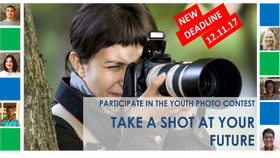 NEW
DEADLINE
12.11.17
PARTICIPATE IN THE YOUTH PHOTO CONTEST
TAKE A SHOT AT YOUR
FUTURE